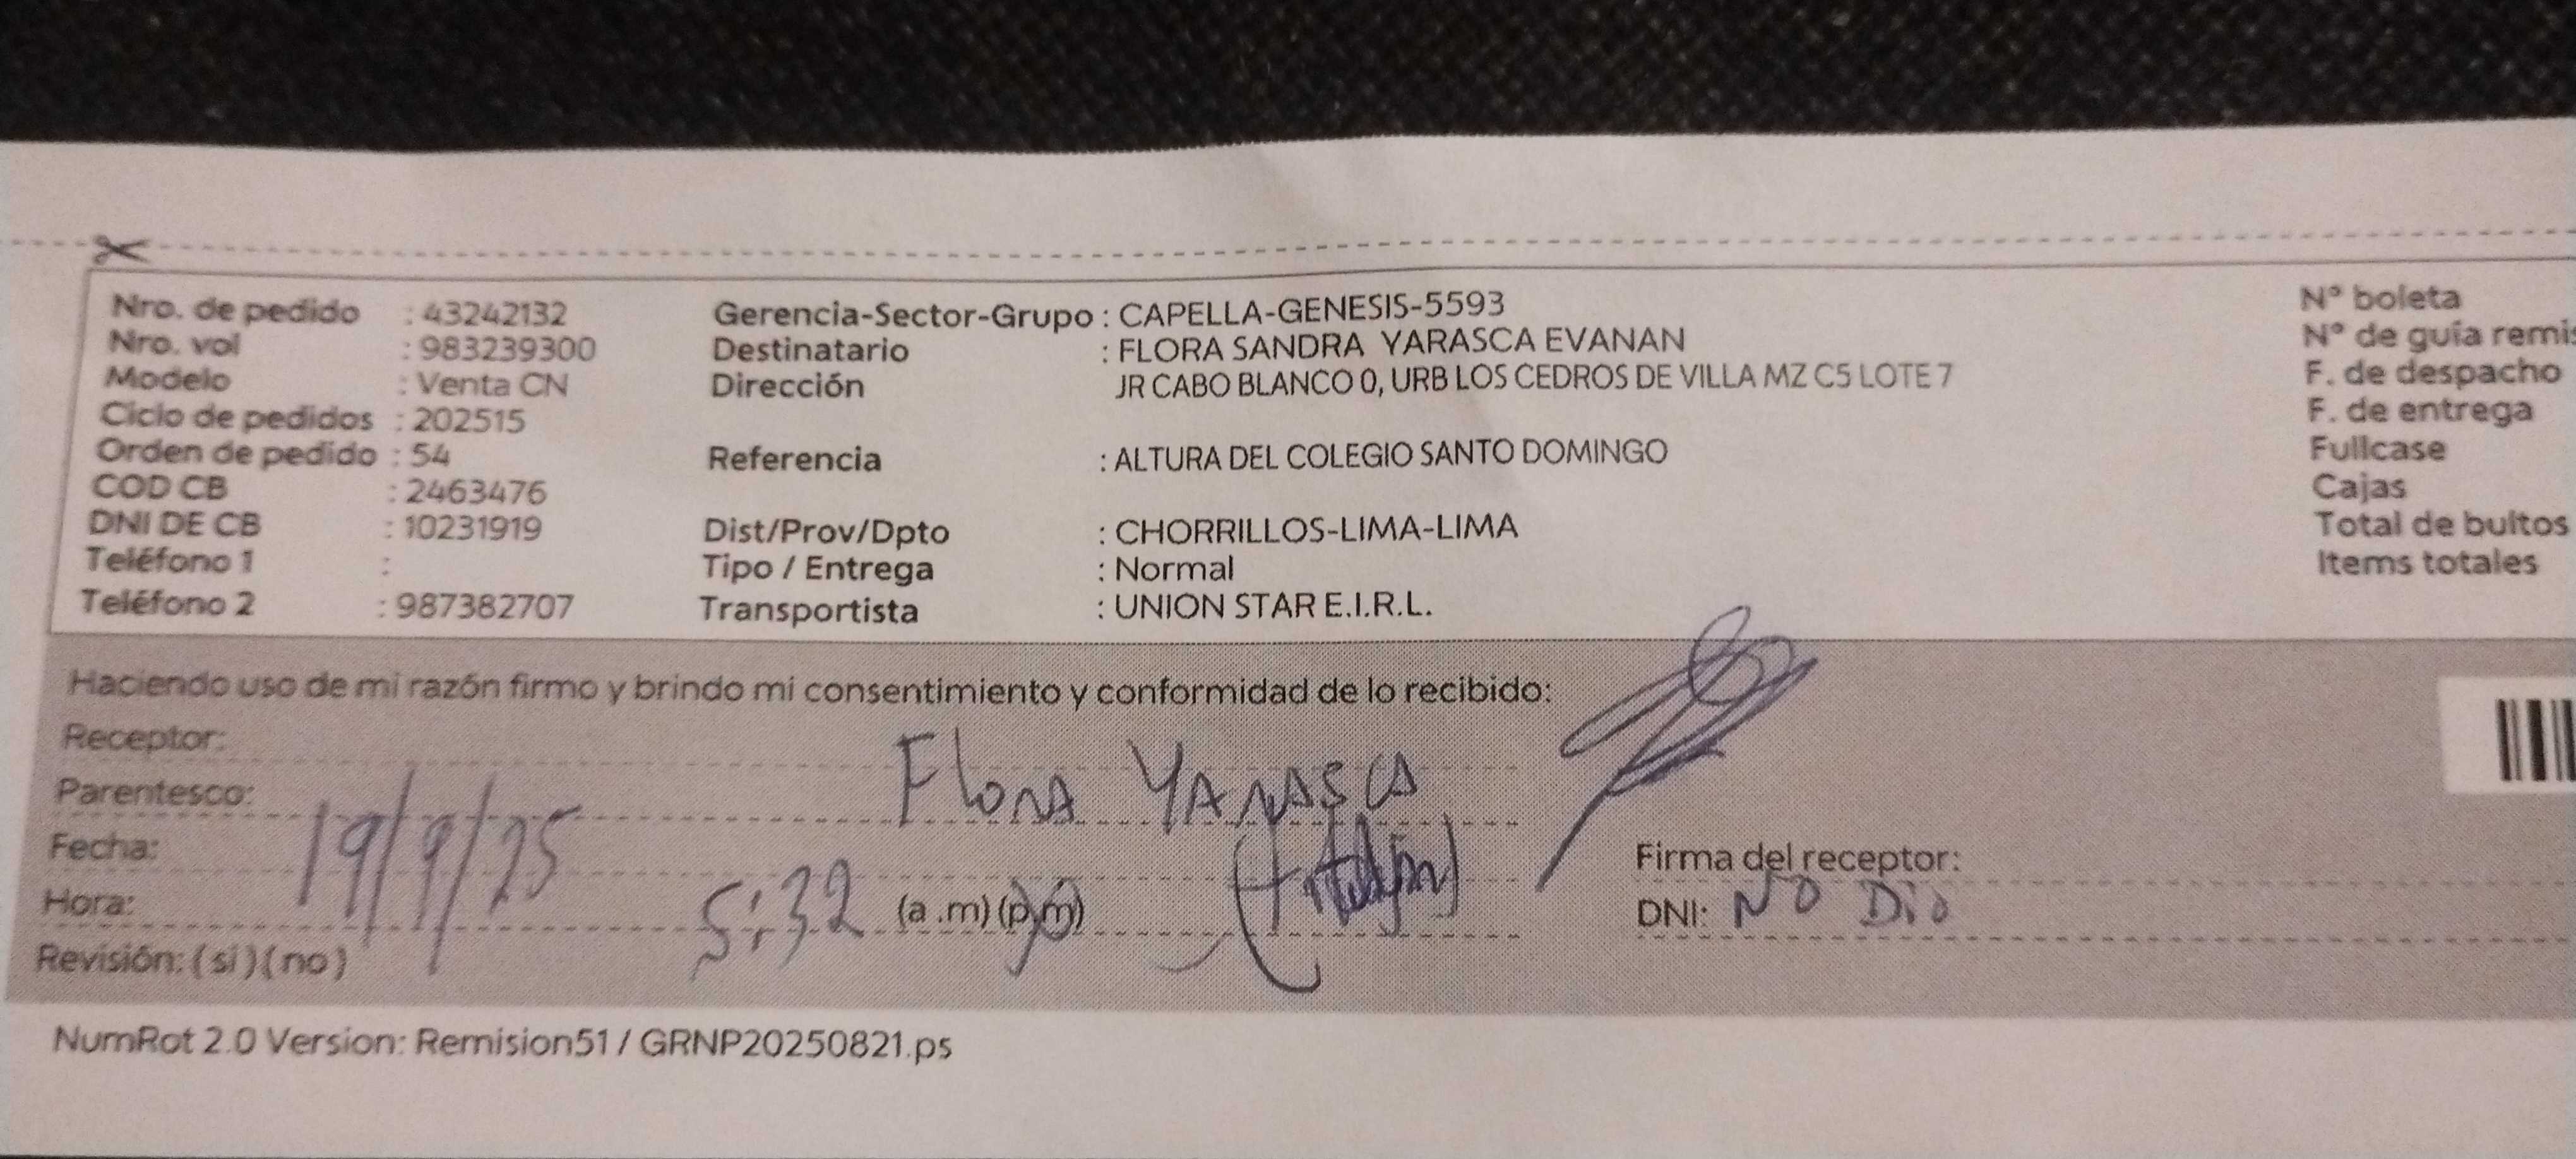 Nro. de pedido : 43242132
Nro. vol : 983239300
Modelo : Venta CN
Ciclo de pedidos : 202515
Orden de pedido : 54
COD CB : 2463476
DNI DE CB : 10231919
Teléfono 1 :
Teléfono 2 : 987382707
Gerencia-Sector-Grupo : CAPELLA-GENESIS-5593
Destinatario : FLORA SANDRA YARASCA EVANAN
Dirección JR CABO BLANCO 0, URB LOS CEDROS DE VILLA MZ C5 LOTE 7
Referencia : ALTURA DEL COLEGIO SANTO DOMINGO
Dist/Prov/Dpto : CHORRILLOS-LIMA-LIMA
Tipo / Entrega : Normal
Transportista : UNION STAR E.I.R.L.
N° boleta
N° de guía remis
F. de despacho
F. de entrega
Fullcase
Cajas
Total de bultos
Items totales
Haciendo uso de mi razón firmo y brindo mi consentimiento y conformidad de lo recibido:
Receptor: Flora YARASCA
Parentesco:
Fecha: 19/9/25
Hora: 5:32 (a .m) (p.m)
Revisión: ( si ) ( no )
Firma del receptor:
DNI: NO Dio
NumRot 2.0 Version: Remision51 / GRNP20250821.ps